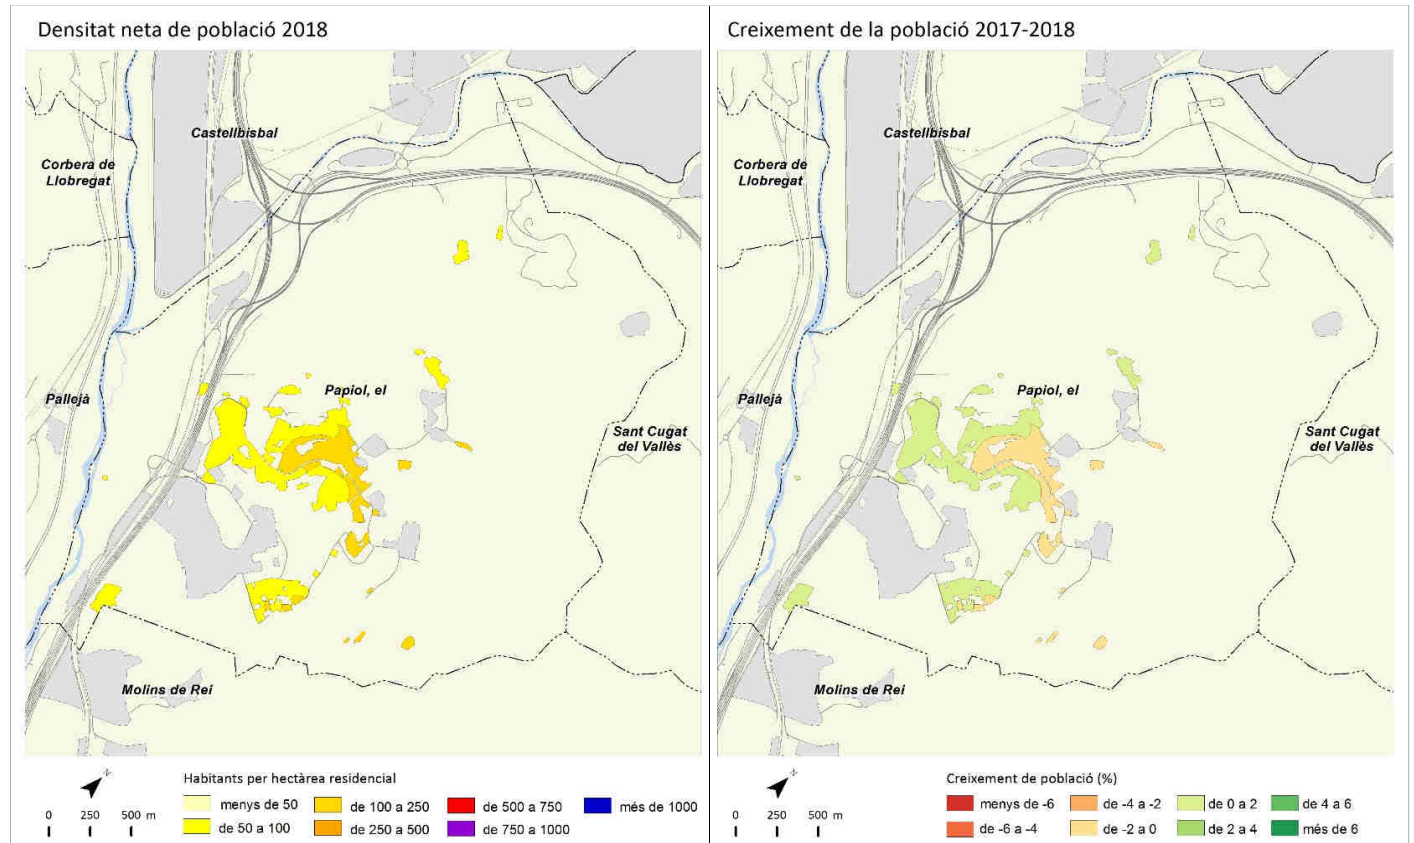 Densitat neta de població 2018
Castellbisbal
Corbera de
Llobregat
Papiol, el
Pallejà
Sant Cugat
del Vallès
Molins de Rei
N
0 250 500 m
Habitants per hectàrea residencial
menys de 50
de 50 a 100
de 100 a 250
de 250 a 500
de 500 a 750
de 750 a 1000
més de 1000
Creixement de la població 2017-2018
Castellbisbal
Corbera de
Llobregat
Papiol, el
Pallejà
Sant Cugat
del Vallès
Molins de Rei
N
0 250 500 m
Creixement de població (%)
menys de -6
de -6 a -4
de -4 a -2
de -2 a 0
de 0 a 2
de 2 a 4
de 4 a 6
més de 6